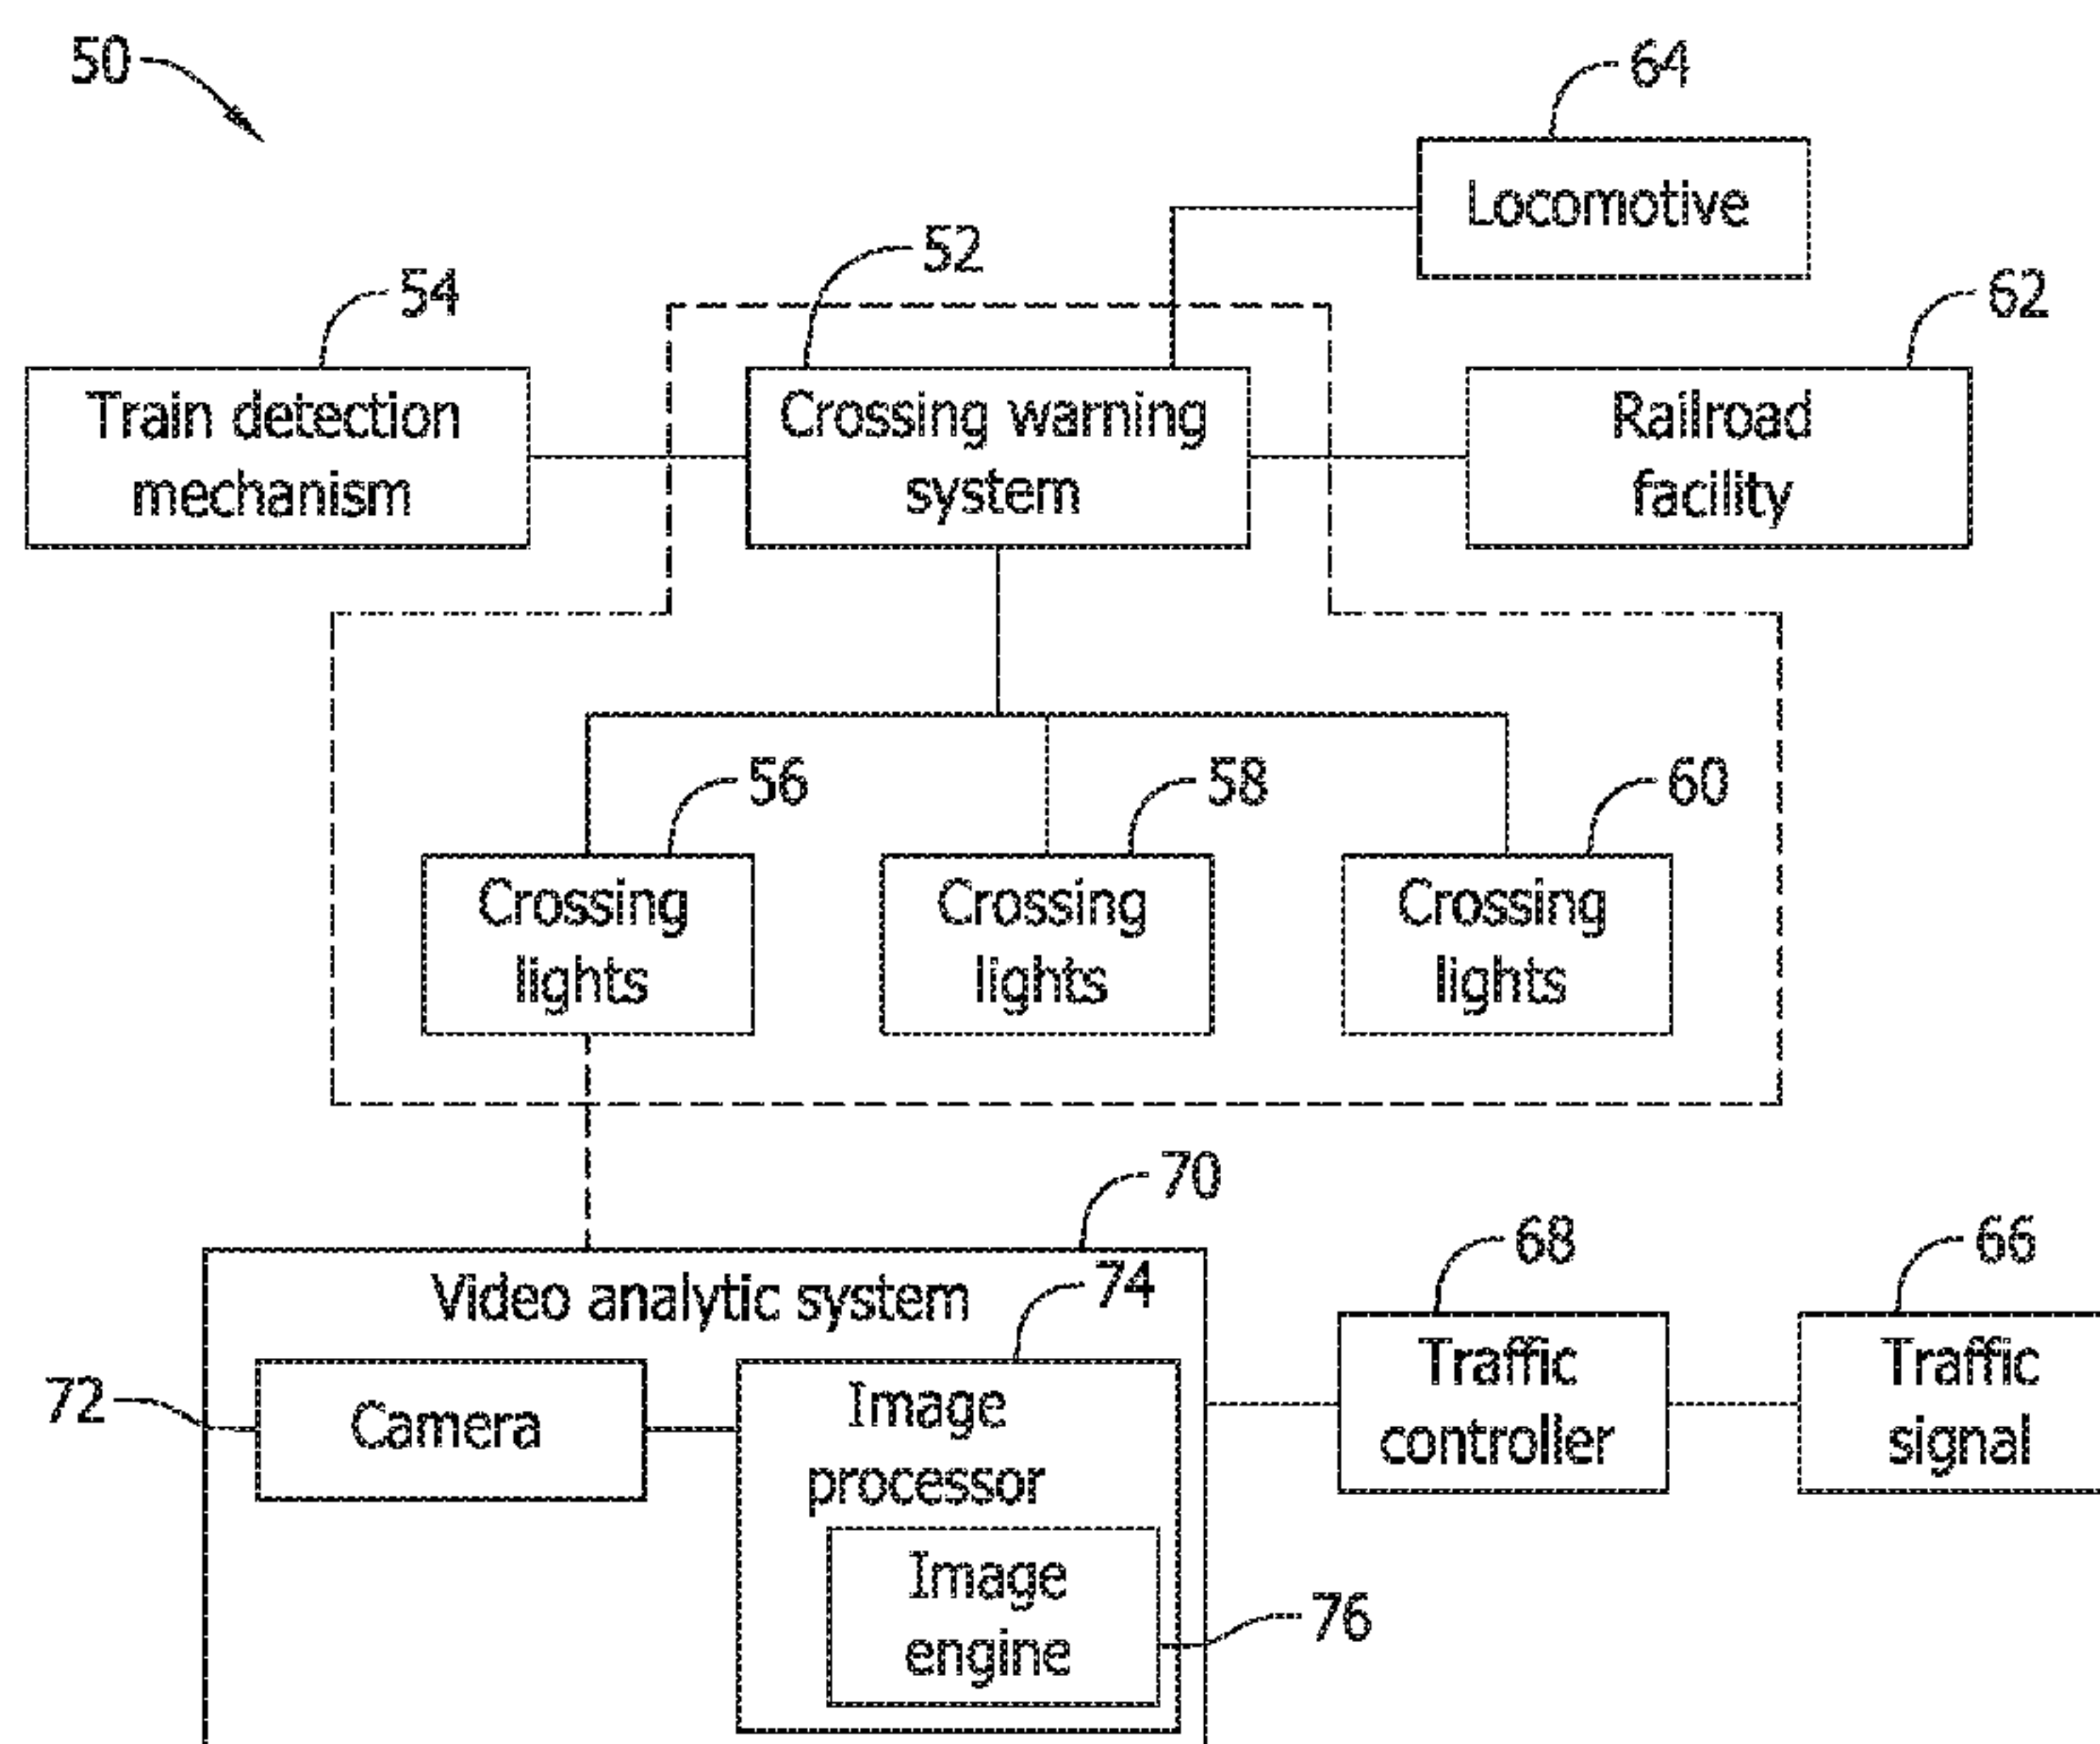 50
64
Locomotive
52
54
62
Train detection
mechanism
Crossing warning
system
Railroad
facility
56
58
60
Crossing
lights
Crossing
lights
Crossing
lights
70
68
66
Video analytic system
74
72
Camera
Image
processor
Image
engine
76
Traffic
controller
Traffic
signal